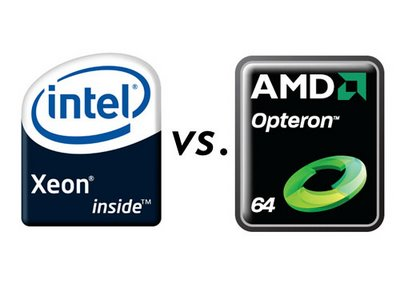 intel®
Xeon®
inside™
vs.
AMD
Opteron™
64